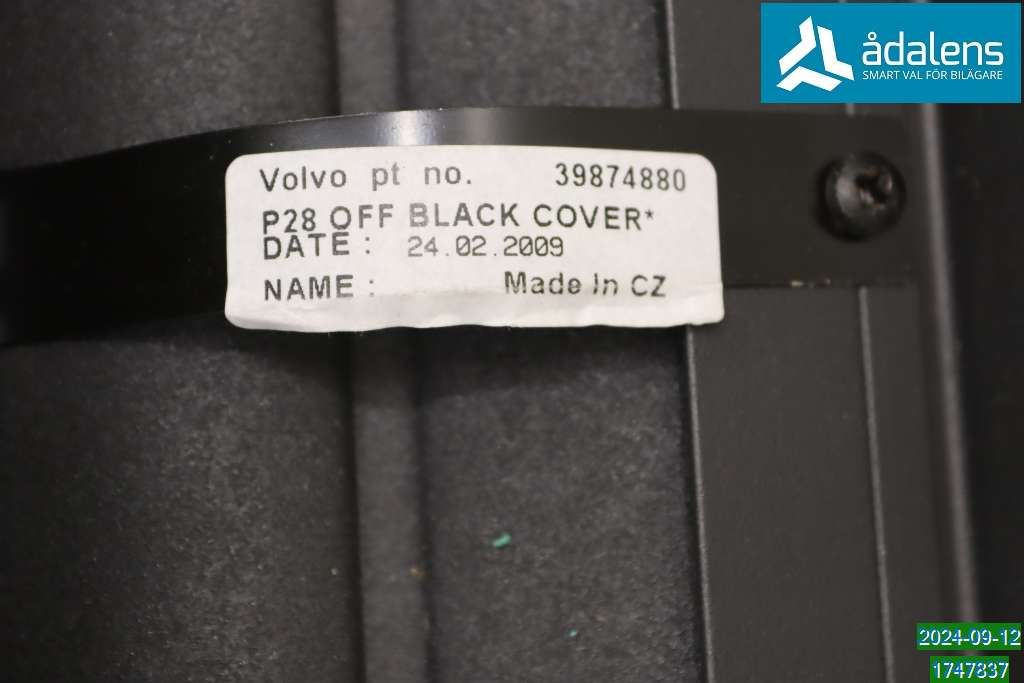 ådalens
SMART VAL FÖR BILÄGARE
Volvo pt no. 39874880
P28 OFF BLACK COVER*
DATE : 24.02.2009
NAME : Made In CZ
2024-09-12
1747837